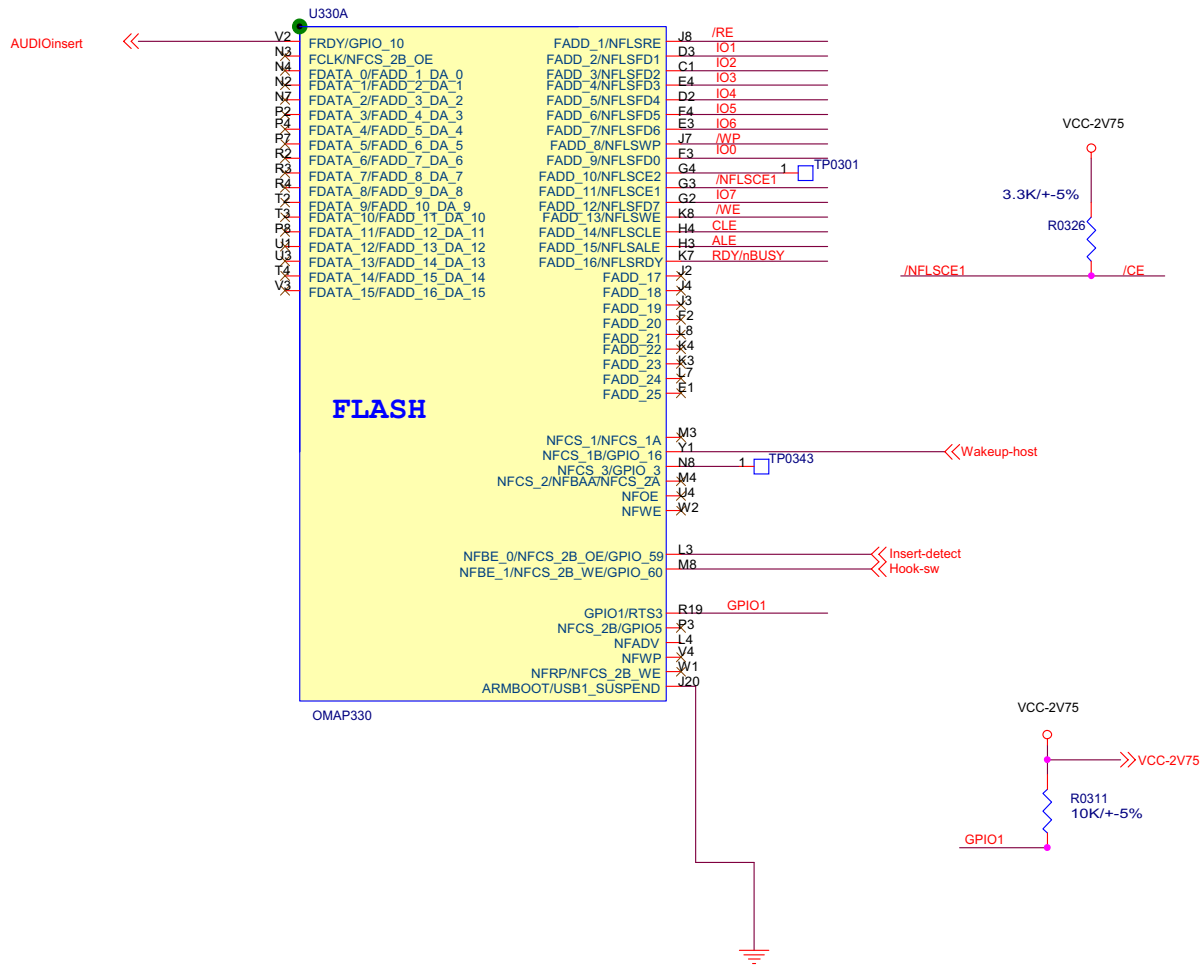 U330A
AUDIOinsert
V2 FRDY/GPIO_10
N3 FCLK/NFCS_2B_OE
N4 FDATA_0/FADD_1_DA_0
N2 FDATA_1/FADD_2_DA_1
N7 FDATA_2/FADD_3_DA_2
P2 FDATA_3/FADD_4_DA_3
P4 FDATA_4/FADD_5_DA_4
P7 FDATA_5/FADD_6_DA_5
R2 FDATA_6/FADD_7_DA_6
R3 FDATA_7/FADD_8_DA_7
R4 FDATA_8/FADD_9_DA_8
T2 FDATA_9/FADD_10_DA_9
T3 FDATA_10/FADD_11_DA_10
P8 FDATA_11/FADD_12_DA_11
U1 FDATA_12/FADD_13_DA_12
U3 FDATA_13/FADD_14_DA_13
T4 FDATA_14/FADD_15_DA_14
V3 FDATA_15/FADD_16_DA_15
FADD_1/NFLSRE J8 /RE
FADD_2/NFLSFD1 D3 IO1
FADD_3/NFLSFD2 C1 IO2
FADD_4/NFLSFD3 E4 IO3
FADD_5/NFLSFD4 D2 IO4
FADD_6/NFLSFD5 F4 IO5
FADD_7/NFLSFD6 E3 IO6
FADD_8/NFLSWP J7 /WP
FADD_9/NFLSFD0 F3 IO0
FADD_10/NFLSCE2 G4 1 TP0301
FADD_11/NFLSCE1 G3 /NFLSCE1
FADD_12/NFLSFD7 G2 IO7
FADD_13/NFLSWE K8 /WE
FADD_14/NFLSCLE H4 CLE
FADD_15/NFLSALE H3 ALE
FADD_16/NFLSRDY K7 RDY/nBUSY
FADD_17 J2
FADD_18 J4
FADD_19 J3
FADD_20 F2
FADD_21 L8
FADD_22 K4
FADD_23 K3
FADD_24 L7
FADD_25 E1
FLASH
NFCS_1/NFCS_1A M3
NFCS_1B/GPIO_16 Y1 Wakeup-host
NFCS_3/GPIO_3 N8 1 TP0343
NFCS_2/NFBAA/NFCS_2A M4
NFOE U4
NFWE W2
NFBE_0/NFCS_2B_OE/GPIO_59 L3 Insert-detect
NFBE_1/NFCS_2B_WE/GPIO_60 M8 Hook-sw
GPIO1/RTS3 R19 GPIO1
NFCS_2B/GPIO5 P3
NFADV L4
NFWP V4
NFRP/NFCS_2B_WE W1
ARMBOOT/USB1_SUSPEND J20
OMAP330
VCC-2V75
3.3K/+-5%
R0326
/NFLSCE1 /CE
VCC-2V75
VCC-2V75
R0311
10K/+-5%
GPIO1